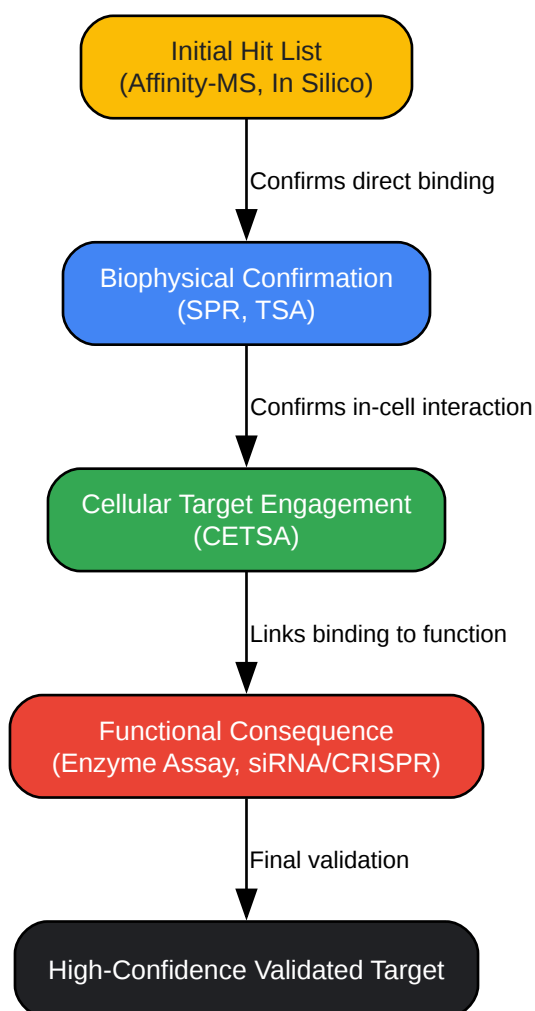 Initial Hit List
(Affinity-MS, In Silico)
Confirms direct binding
Biophysical Confirmation
(SPR, TSA)
Confirms in-cell interaction
Cellular Target Engagement
(CETSA)
Links binding to function
Functional Consequence
(Enzyme Assay, siRNA/CRISPR)
Final validation
High-Confidence Validated Target